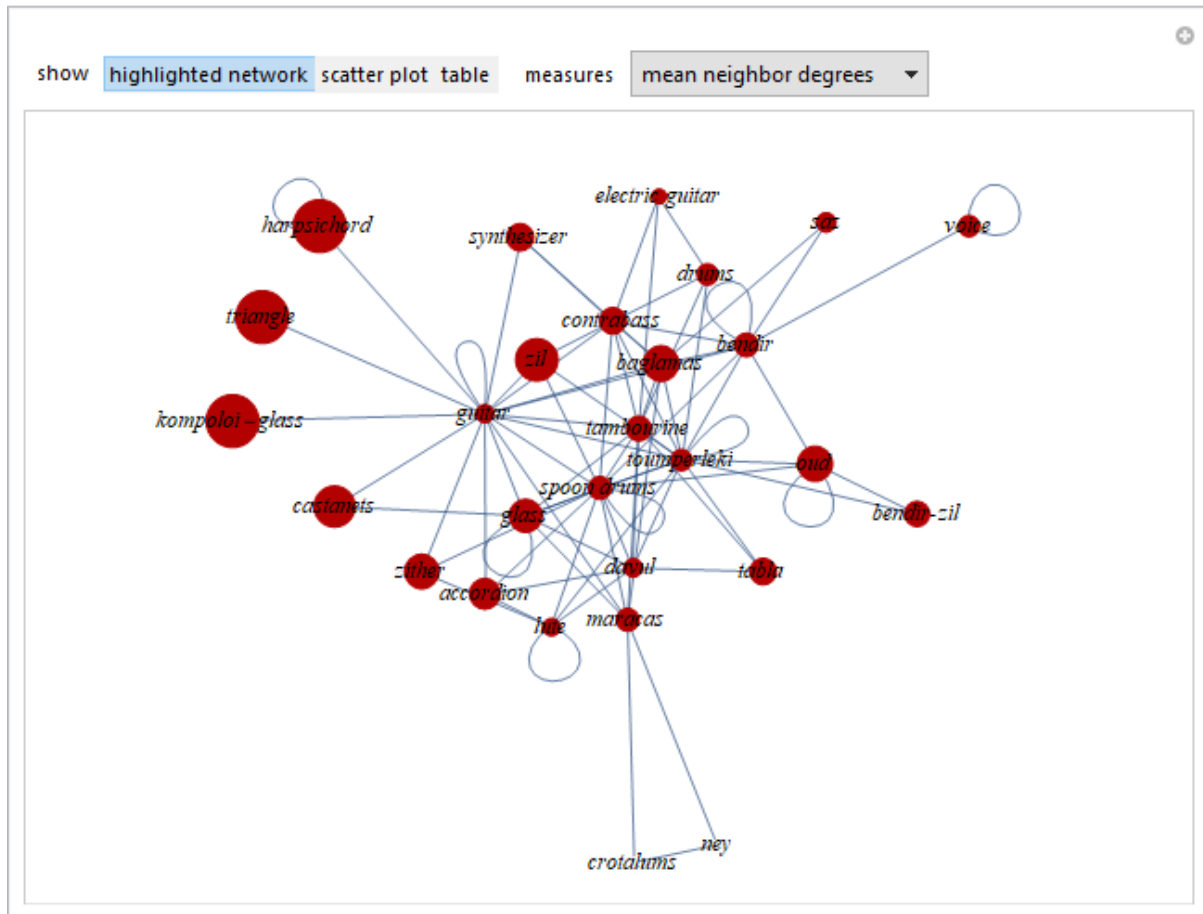 show highlighted network scatter plot table measures mean neighbor degrees
electric guitar
harpsichord
synthesizer
sas
voice
drums
triangle
contrabass
bendir
zil
baglamas
kompoloi–glass
guitar
tambourine
toumperleki
oud
spoon drums
castanets
glass
bendir-zil
zither
davul
tabla
accordion
lute
maracas
ney
crotalums